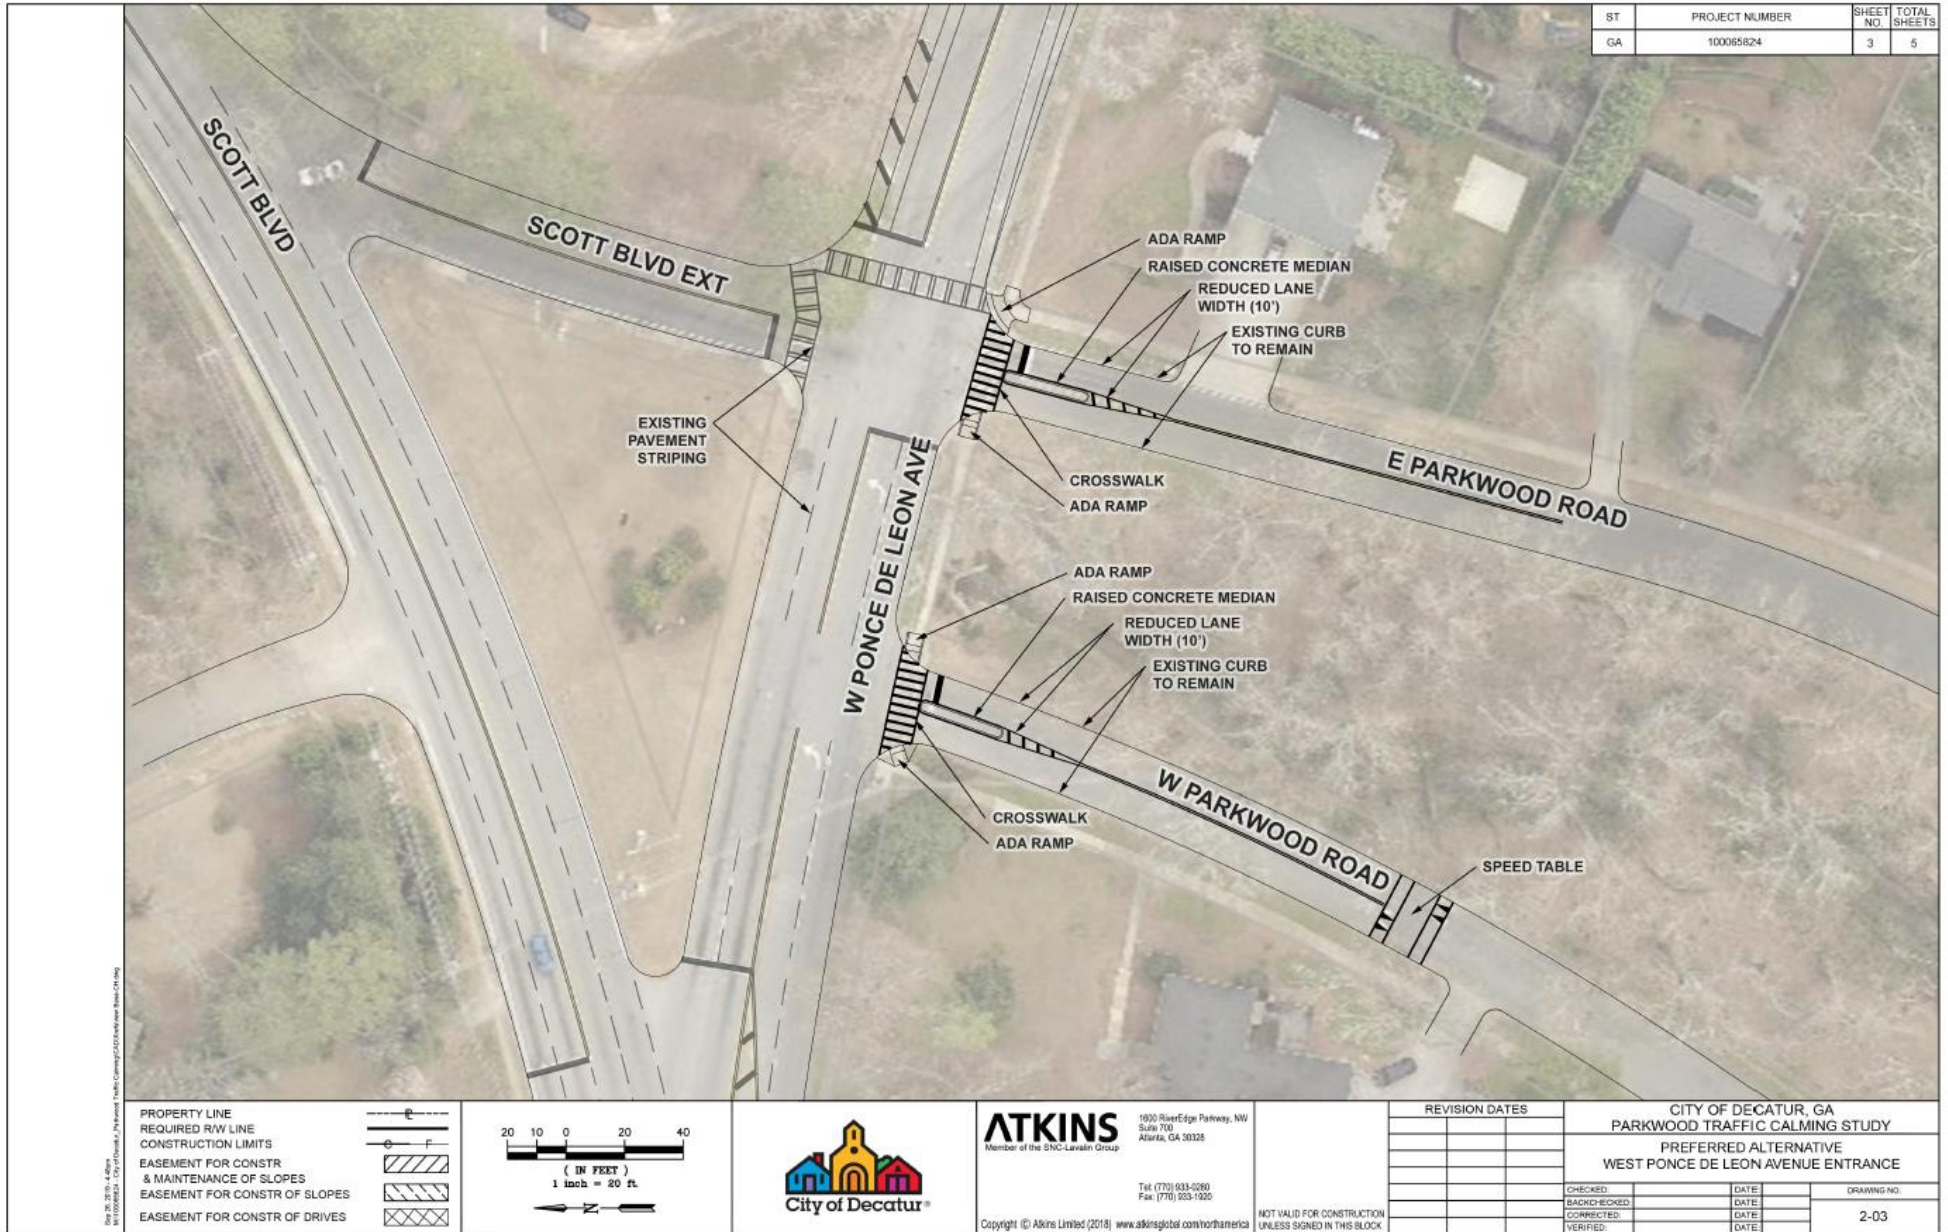 ST PROJECT NUMBER SHEET NO. TOTAL SHEETS
GA 100065824 3 5
SCOTT BLVD
SCOTT BLVD EXT
ADA RAMP
RAISED CONCRETE MEDIAN
REDUCED LANE
WIDTH (10')
EXISTING CURB
TO REMAIN
EXISTING
PAVEMENT
STRIPING
W PONCE DE LEON AVE
E PARKWOOD ROAD
CROSSWALK
ADA RAMP
ADA RAMP
RAISED CONCRETE MEDIAN
REDUCED LANE
WIDTH (10')
EXISTING CURB
TO REMAIN
W PARKWOOD ROAD
CROSSWALK
ADA RAMP
SPEED TABLE
PROPERTY LINE
REQUIRED R/W LINE
CONSTRUCTION LIMITS C F
EASEMENT FOR CONSTR
& MAINTENANCE OF SLOPES
EASEMENT FOR CONSTR OF SLOPES
EASEMENT FOR CONSTR OF DRIVES
20 10 0 20 40
( IN FEET )
1 inch = 20 ft.
N
City of Decatur
ATKINS
Member of the SNC-Lavalin Group
1600 RiverEdge Parkway, NW
Suite 700
Atlanta, GA 30328
Tel: (770) 933-0280
Fax: (770) 933-1920
Copyright © Atkins Limited (2018) www.atkinsglobal.com/northamerica
NOT VALID FOR CONSTRUCTION
UNLESS SIGNED IN THIS BLOCK
REVISION DATES
CITY OF DECATUR, GA
PARKWOOD TRAFFIC CALMING STUDY
PREFERRED ALTERNATIVE
WEST PONCE DE LEON AVENUE ENTRANCE
CHECKED: DATE: DRAWING NO.
BACKCHECKED: DATE:
CORRECTED: DATE: 2-03
VERIFIED: DATE: